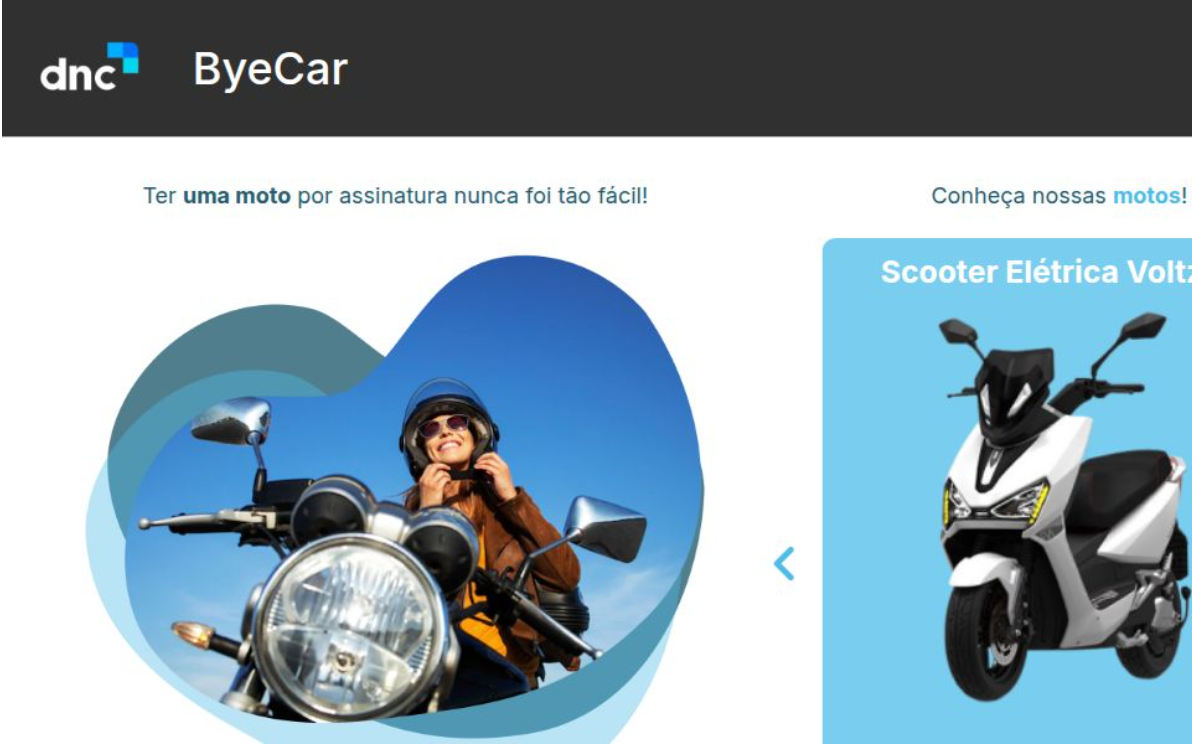 dnc
ByeCar
Ter uma moto por assinatura nunca foi tão fácil!
Conheça nossas motos!
Scooter Elétrica Voltz